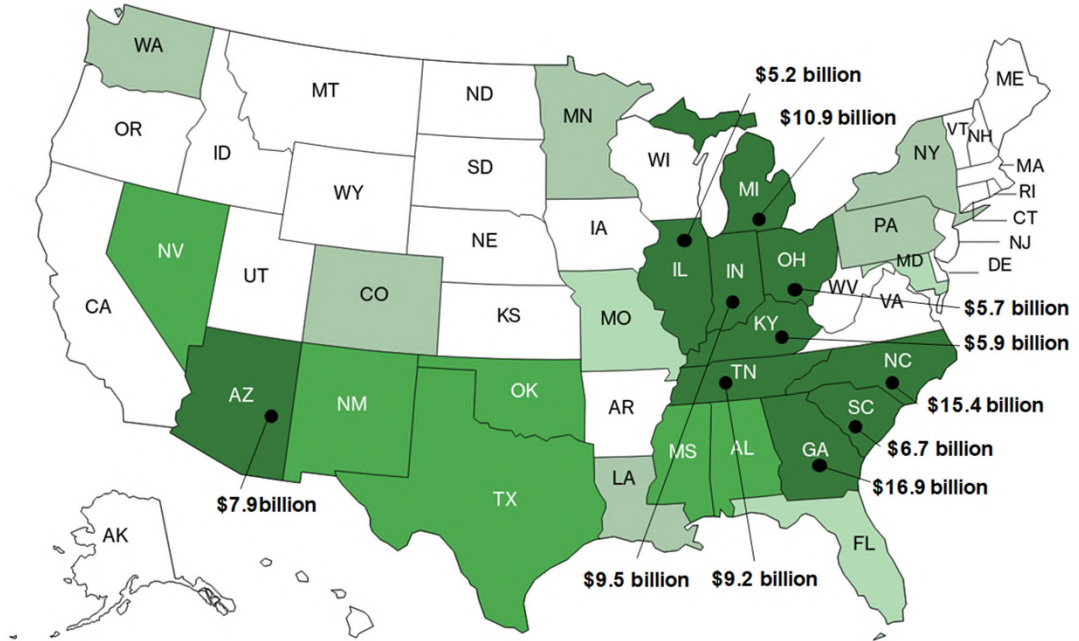 WA
MT
ND
MN
$5.2 billion
ME
$10.9 billion
OR
ID
SD
WI
VT
NH
MI
NY
MA
WY
RI
IA
PA
CT
NE
NJ
NV
UT
IL
IN
OH
MD
DE
CO
WV
CA
VA
$5.7 billion
KS
MO
KY
$5.9 billion
NC
TN
AZ
OK
NM
AR
SC
$15.4 billion
MS
AL
GA
$6.7 billion
LA
$16.9 billion
TX
$7.9billion
AK
FL
$9.5 billion
$9.2 billion